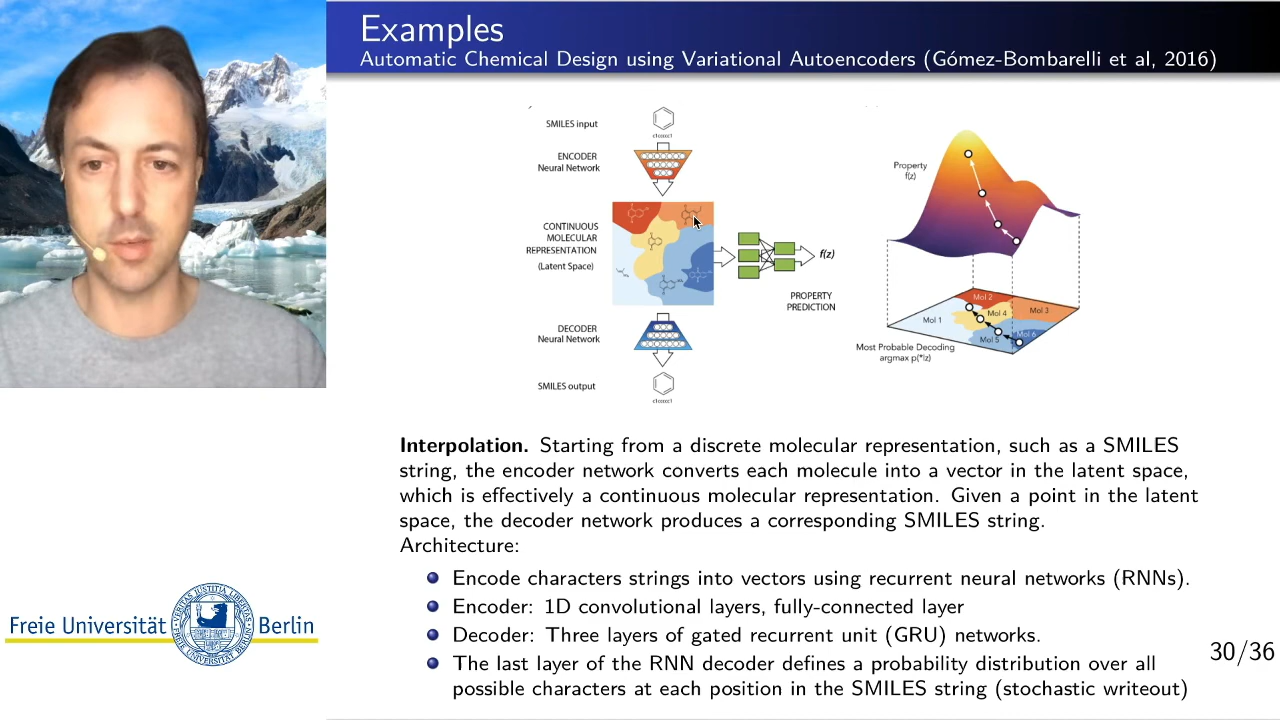 Examples
Automatic Chemical Design using Variational Autoencoders (Gómez-Bombarelli et al, 2016)
SMILES input
c1ccccc1
ENCODER
Neural Network
CONTINUOUS
MOLECULAR
REPRESENTATION
(Latent Space)
f(z)
PROPERTY
PREDICTION
DECODER
Neural Network
SMILES output
c1ccccc1
Property
f(z)
Mol 2
Mol 1
Mol 4
Mol 3
Mol 5
Mol 6
Most Probable Decoding
argmax p(*|z)
Interpolation. Starting from a discrete molecular representation, such as a SMILES
string, the encoder network converts each molecule into a vector in the latent space,
which is effectively a continuous molecular representation. Given a point in the latent
space, the decoder network produces a corresponding SMILES string.
Architecture:
Encode characters strings into vectors using recurrent neural networks (RNNs).
Encoder: 1D convolutional layers, fully-connected layer
Decoder: Three layers of gated recurrent unit (GRU) networks.
The last layer of the RNN decoder defines a probability distribution over all
possible characters at each position in the SMILES string (stochastic writeout)
Freie Universität Berlin
30/36